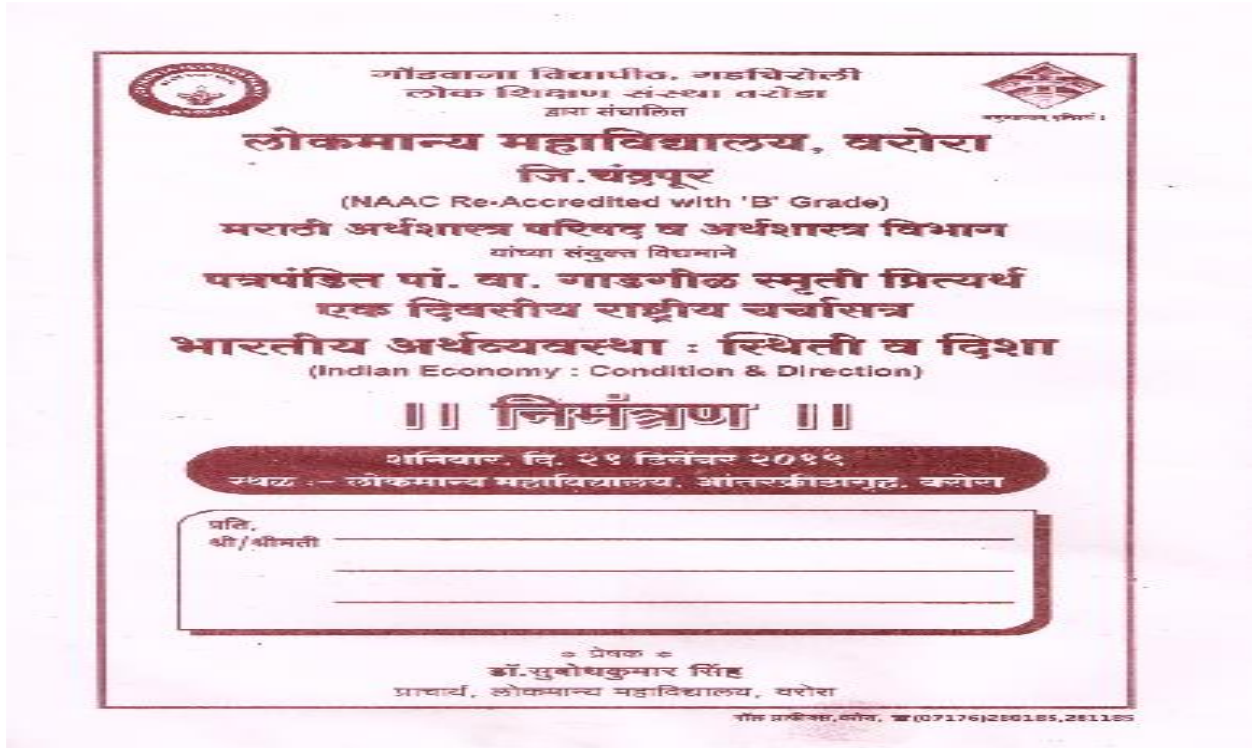 गोंडवाना विद्यापीठ, गडचिरोली
लोक शिक्षण संस्था वरोडा
द्वारा संचालित
लोकमान्य महाविद्यालय, वरोरा
जि.चंद्रपूर
(NAAC Re-Accredited with 'B' Grade)
मराठी अर्थशास्त्र परिषद व अर्थशास्त्र विभाग
यांच्या संयुक्त विद्यमाने
पत्रपंडित पां. वा. गाडगीळ स्मृती प्रित्यर्थ
एक दिवसीय राष्ट्रीय चर्चासत्र
भारतीय अर्थव्यवस्था : स्थिती व दिशा
(Indian Economy : Condition & Direction)
|| निमंत्रण ||
शनिवार, दि. २१ डिसेंबर २०१९
स्थळ :- लोकमान्य महाविद्यालय, आंतरक्रीडागृह, वरोरा
प्रति,
श्री/श्रीमती
प्रेषक
डॉ.सुबोधकुमार सिंह
प्राचार्य, लोकमान्य महाविद्यालय, वरोरा
☎(07176)280185,281185